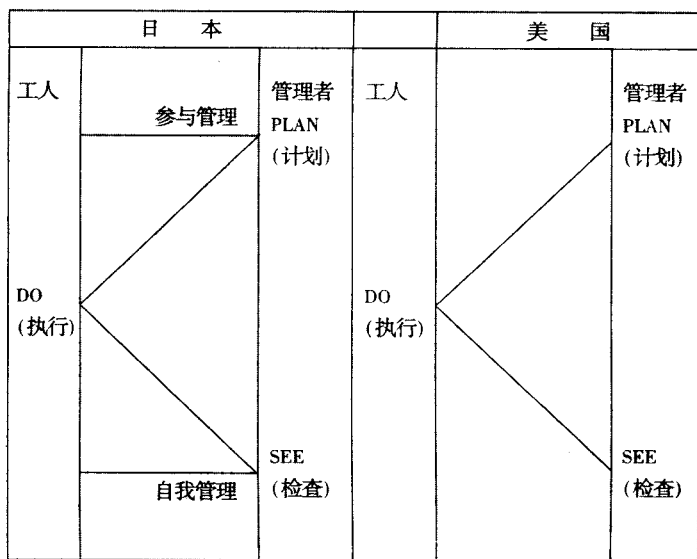 日 本
美 国
工人
管理者
工人
管理者
参与管理
PLAN
PLAN
(计划)
(计划)
DO
DO
(执行)
(执行)
SEE
SEE
自我管理
(检查)
(检查)